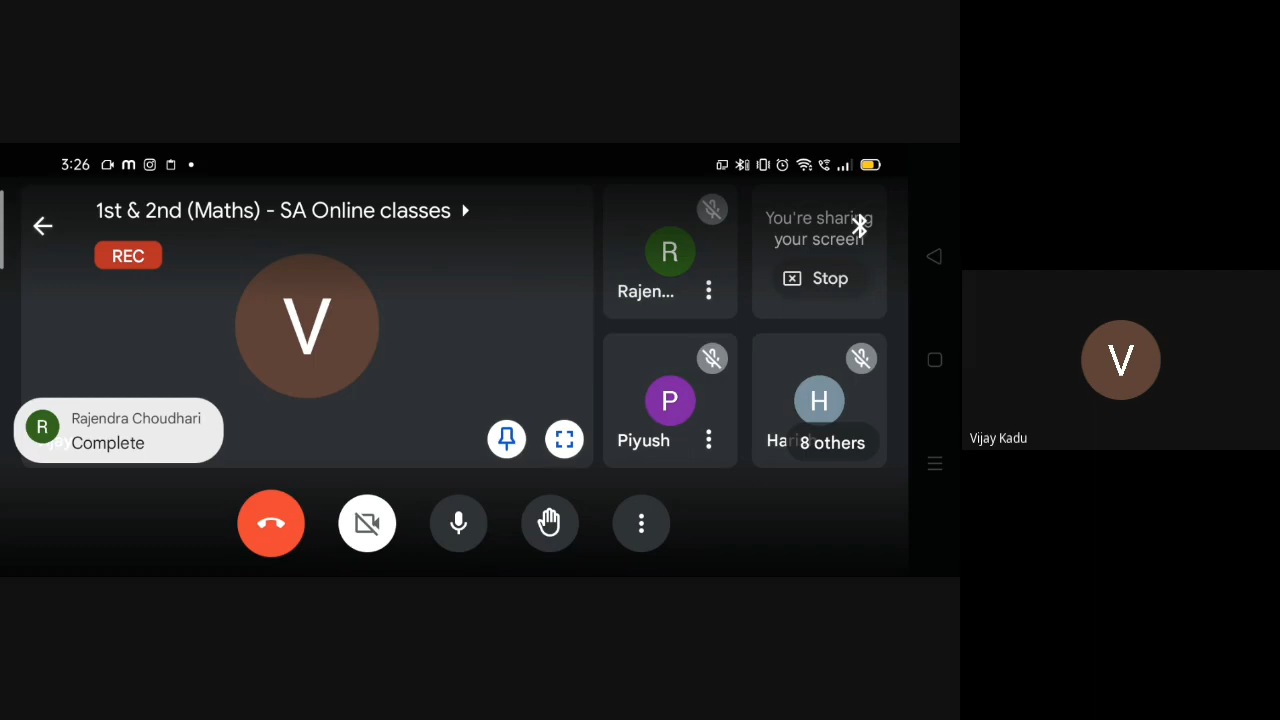 3:26
1st & 2nd (Maths) - SA Online classes
REC
V
R
Rajen...
You're sharing
your screen
Stop
P
Piyush
H
8 others
R
Rajendra Choudhari
Complete
V
Vijay Kadu